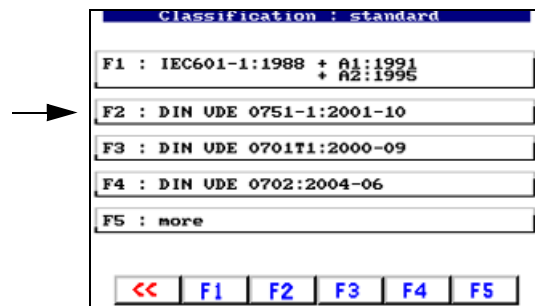 Classification : standard
F1 : IEC601-1:1988 + A1:1991
+ A2:1995
F2 : DIN VDE 0751-1:2001-10
F3 : DIN VDE 0701T1:2000-09
F4 : DIN VDE 0702:2004-06
F5 : more
<< F1 F2 F3 F4 F5